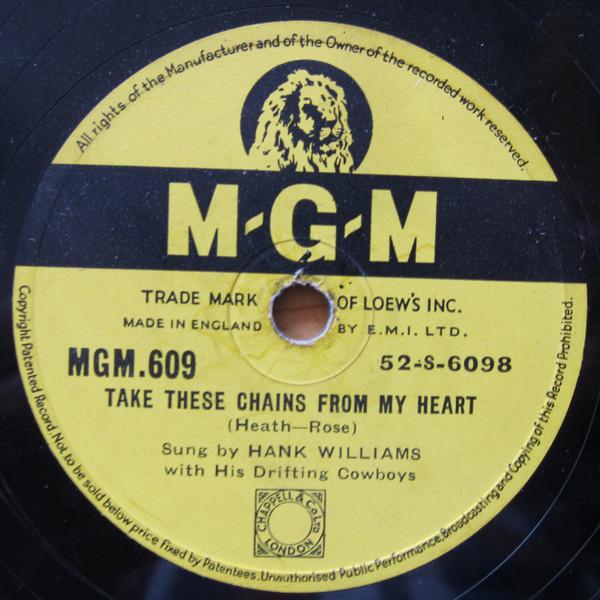 All rights of the Manufacturer and of the Owner of the recorded work reserved.
M-G-M
TRADE MARK OF LOEW'S INC.
MADE IN ENGLAND BY E.M.I. LTD.
MGM.609 52-S-6098
TAKE THESE CHAINS FROM MY HEART
(Heath—Rose)
Sung by HANK WILLIAMS
with His Drifting Cowboys
CHAPPELL & Co Ltd
LONDON
Copyright Patented Record. Not to be sold below price fixed by Patentees. Unauthorised Public Performance, Broadcasting and Copying of this Record Prohibited.